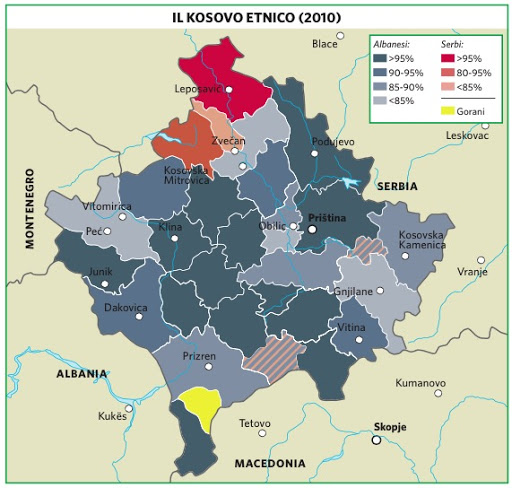 IL KOSOVO ETNICO (2010)
Albanesi:
>95%
90-95%
85-90%
<85%
Serbi:
>95%
80-95%
<85%
Gorani
Blace
Leposavić
Leskovac
Zvečan
Podujevo
Kosovska
Mitrovica
SERBIA
MONTENEGRO
Vitomirica
Peć
Klina
Obilić
Priština
Kosovska
Kamenica
Vranje
Junik
Gnjilane
Đakovica
Vitina
Prizren
ALBANIA
Kumanovo
Kukës
Tetovo
Skopje
MACEDONIA